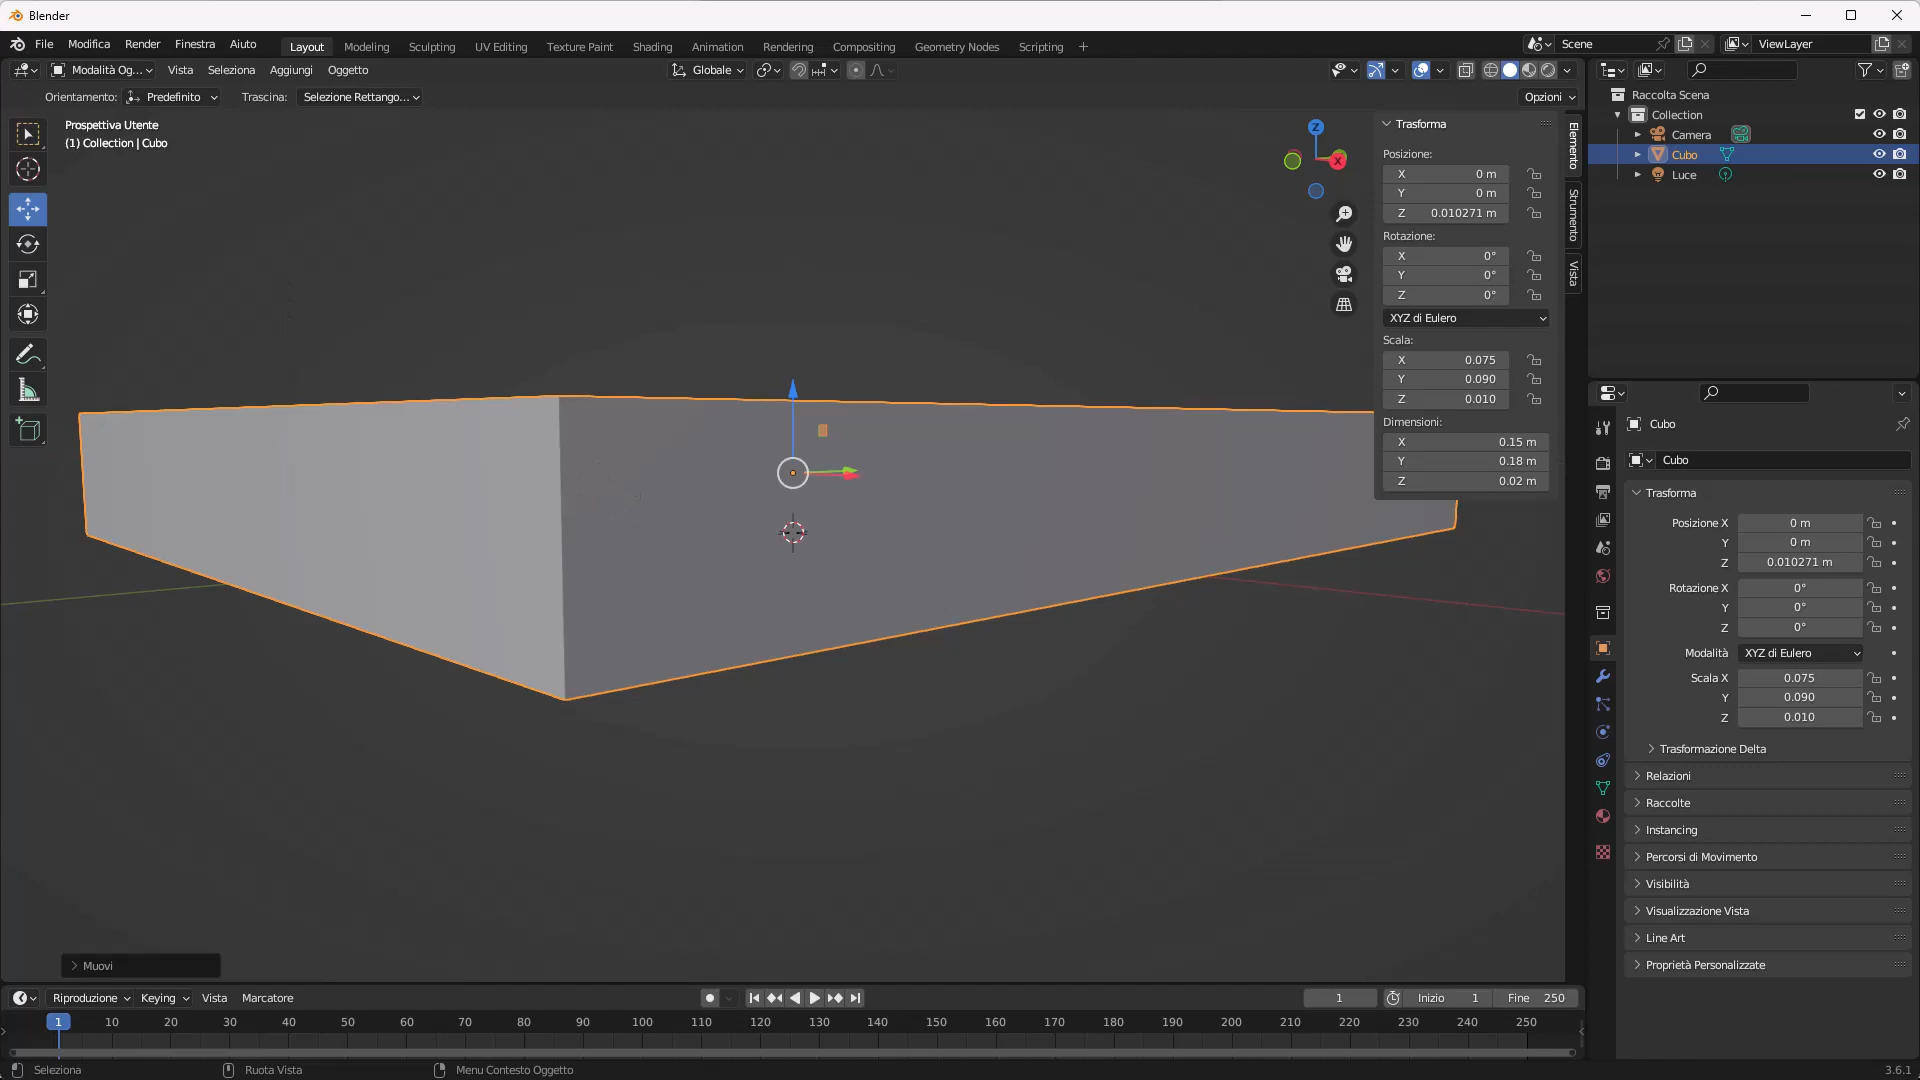 Blender
File Modifica Render Finestra Aiuto Layout Modeling Sculpting UV Editing Texture Paint Shading Animation Rendering Compositing Geometry Nodes Scripting + Scene ViewLayer
Modalità Og... Vista Seleziona Aggiungi Oggetto Globale
Orientamento: Predefinito Trascina: Selezione Rettango... Opzioni
Prospettiva Utente
(1) Collection | Cubo
Z
X
Trasforma
Posizione:
X 0 m
Y 0 m
Z 0.010271 m
Rotazione:
X 0°
Y 0°
Z 0°
XYZ di Eulero
Scala:
X 0.075
Y 0.090
Z 0.010
Dimensioni:
X 0.15 m
Y 0.18 m
Z 0.02 m
Elemento
Strumento
Vista
Raccolta Scena
Collection
Camera
Cubo
Luce
Cubo
Cubo
Trasforma
Posizione X 0 m
Y 0 m
Z 0.010271 m
Rotazione X 0°
Y 0°
Z 0°
Modalità XYZ di Eulero
Scala X 0.075
Y 0.090
Z 0.010
Trasformazione Delta
Relazioni
Raccolte
Instancing
Percorsi di Movimento
Visibilità
Visualizzazione Vista
Line Art
Proprietà Personalizzate
Muovi
Riproduzione Keying Vista Marcatore 1 Inizio 1 Fine 250
1 10 20 30 40 50 60 70 80 90 100 110 120 130 140 150 160 170 180 190 200 210 220 230 240 250
Seleziona Ruota Vista Menu Contesto Oggetto 3.6.1